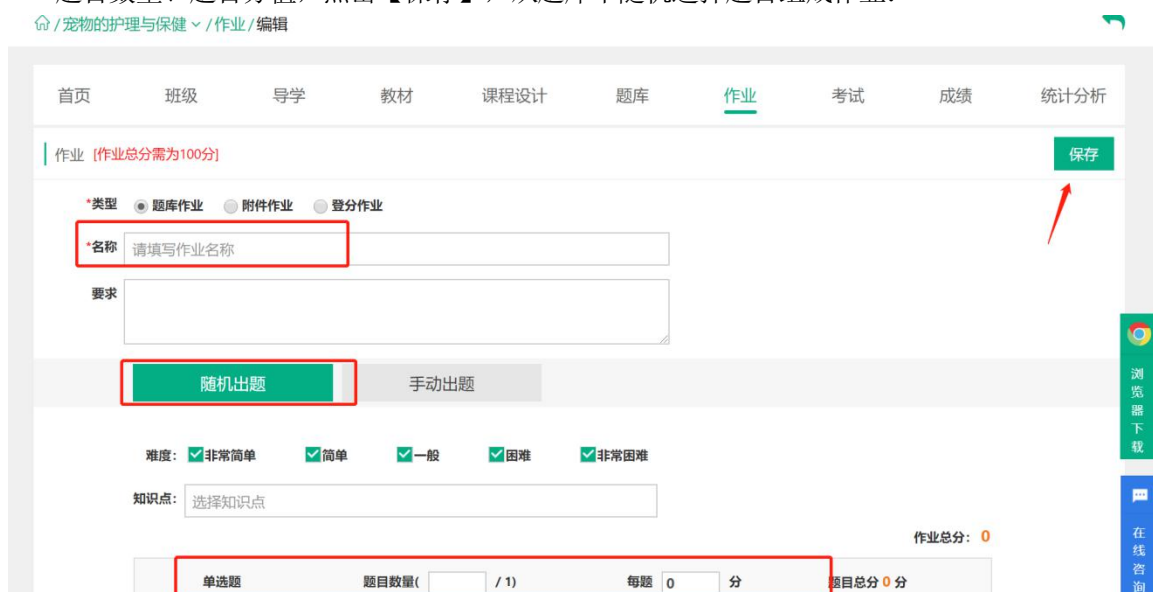 / 宠物的护理与保健 / 作业 / 编辑
首页 班级 导学 教材 课程设计 题库 作业 考试 成绩 统计分析
作业 [作业总分需为100分] 保存
*类型 题库作业 附件作业 登分作业
*名称 请填写作业名称
要求
随机出题 手动出题
难度: 非常简单 简单 一般 困难 非常困难
知识点: 选择知识点
作业总分: 0
单选题 题目数量( / 1) 每题 0 分 题目总分 0 分
浏览器下载
在线咨询